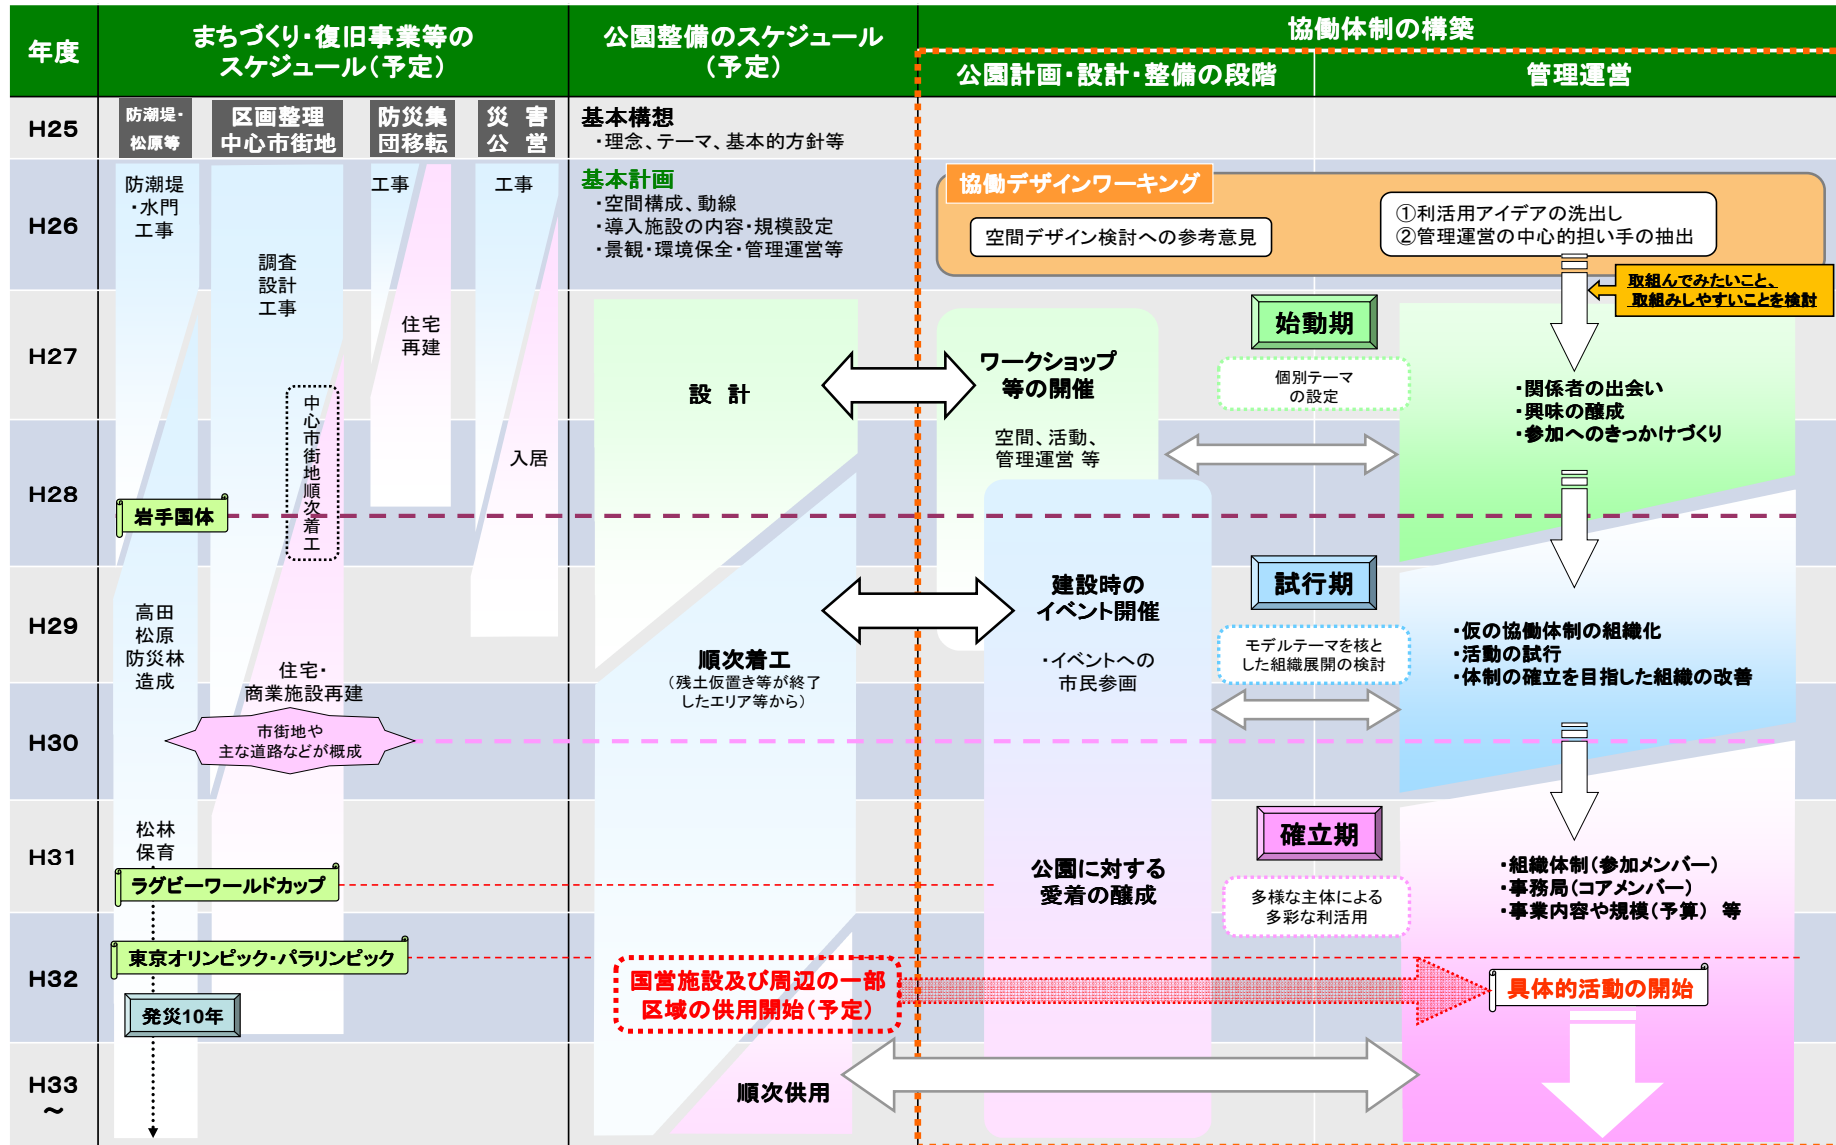 年度
まちづくり・復旧事業等の
スケジュール（予定）
公園整備のスケジュール
（予定）
協働体制の構築
公園計画・設計・整備の段階
管理運営
H25
防潮堤・
松原等
区画整理
中心市街地
防災集
団移転
災　害
公　営
基本構想
・理念、テーマ、基本的方針等
H26
防潮堤
・水門
工事
調査
設計
工事
工事
工事
基本計画
・空間構成、動線
・導入施設の内容・規模設定
・景観・環境保全・管理運営等
協働デザインワーキング
空間デザイン検討への参考意見
①利活用アイデアの洗出し
②管理運営の中心的担い手の抽出
取組んでみたいこと、
取組みしやすいことを検討
H27
住宅
再建
中心市街地順次着工
設　計
ワークショップ
等の開催
空間、活動、
管理運営 等
始動期
個別テーマ
の設定
・関係者の出会い
・興味の醸成
・参加へのきっかけづくり
H28
入居
岩手国体
H29
高田
松原
防災林
造成
住宅・
商業施設再建
順次着工
（残土仮置き等が終了
したエリア等から）
建設時の
イベント開催
・イベントへの
市民参画
試行期
モデルテーマを核と
した組織展開の検討
・仮の協働体制の組織化
・活動の試行
・体制の確立を目指した組織の改善
H30
市街地や
主な道路などが概成
H31
松林
保育
ラグビーワールドカップ
公園に対する
愛着の醸成
確立期
多様な主体による
多彩な利活用
・組織体制（参加メンバー）
・事務局（コアメンバー）
・事業内容や規模（予算） 等
H32
東京オリンピック・パラリンピック
発災10年
国営施設及び周辺の一部
区域の供用開始（予定）
具体的活動の開始
H33
～
順次供用